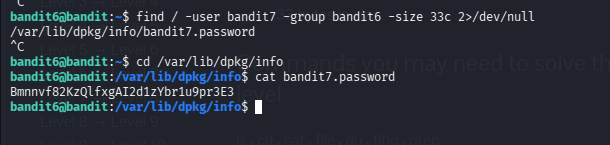 ^C
bandit6@bandit:~$ find / -user bandit7 -group bandit6 -size 33c 2>/dev/null
/var/lib/dpkg/info/bandit7.password
^C
bandit6@bandit:~$ cd /var/lib/dpkg/info
bandit6@bandit:/var/lib/dpkg/info$ cat bandit7.password
Bmnnvf82KzQlfxgAI2d1zYbr1u9pr3E3
bandit6@bandit:/var/lib/dpkg/info$